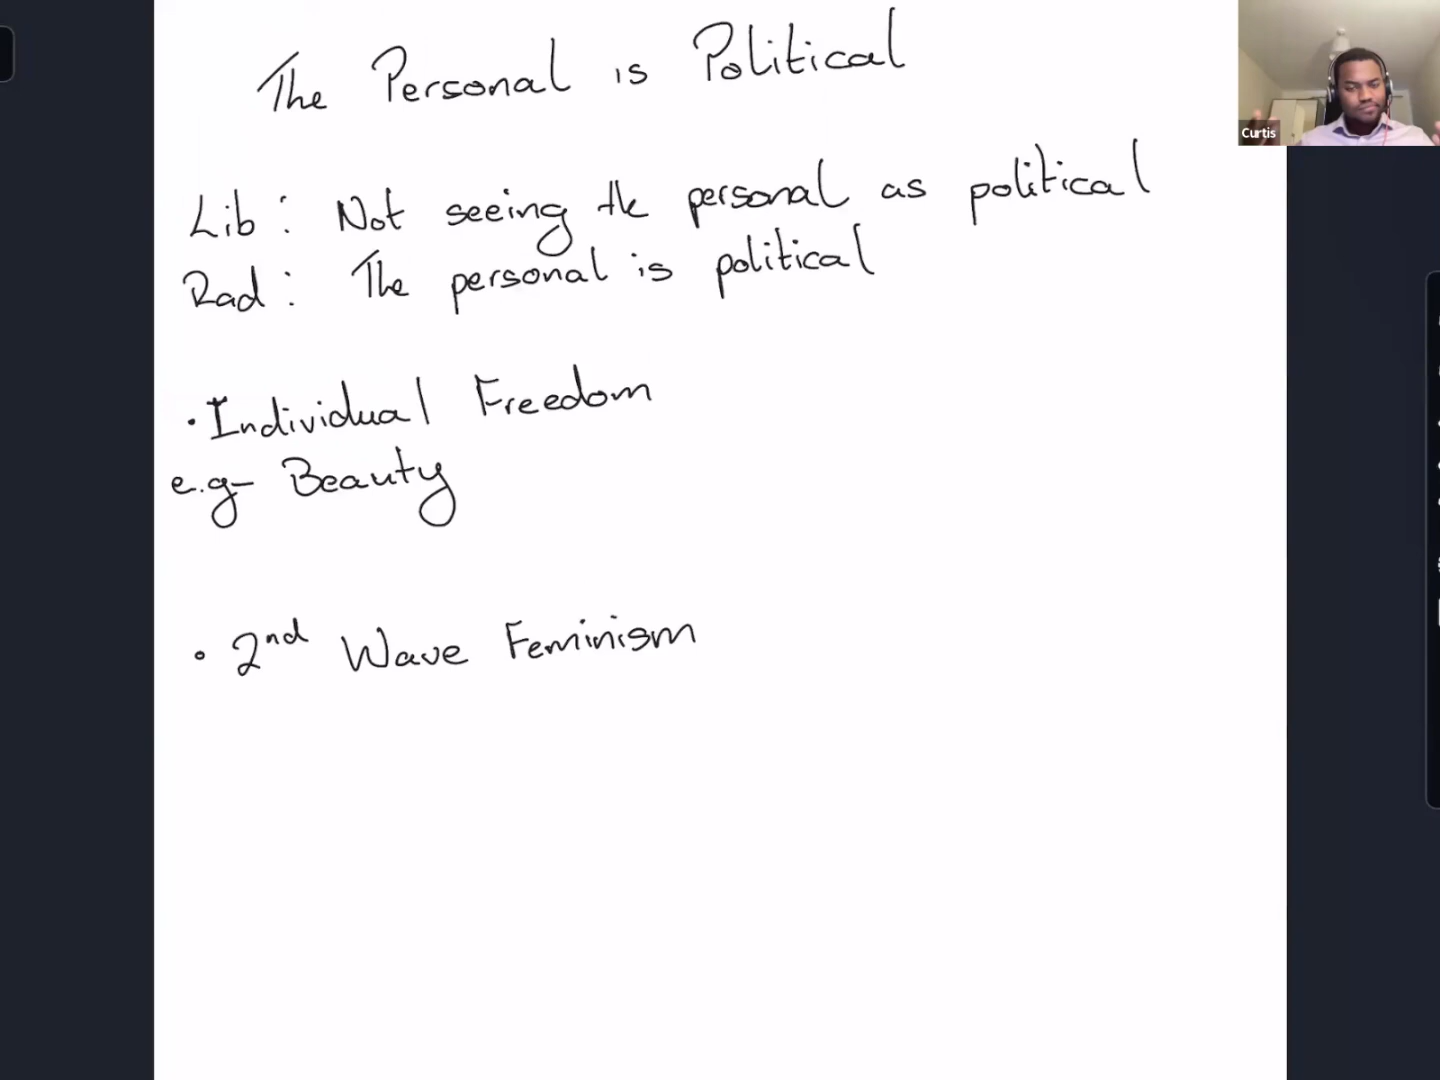 The Personal is Political
Curtis
Lib: Not seeing the personal as political
Rad: The personal is political
· Individual Freedom
e.g- Beauty
• 2nd Wave Feminism